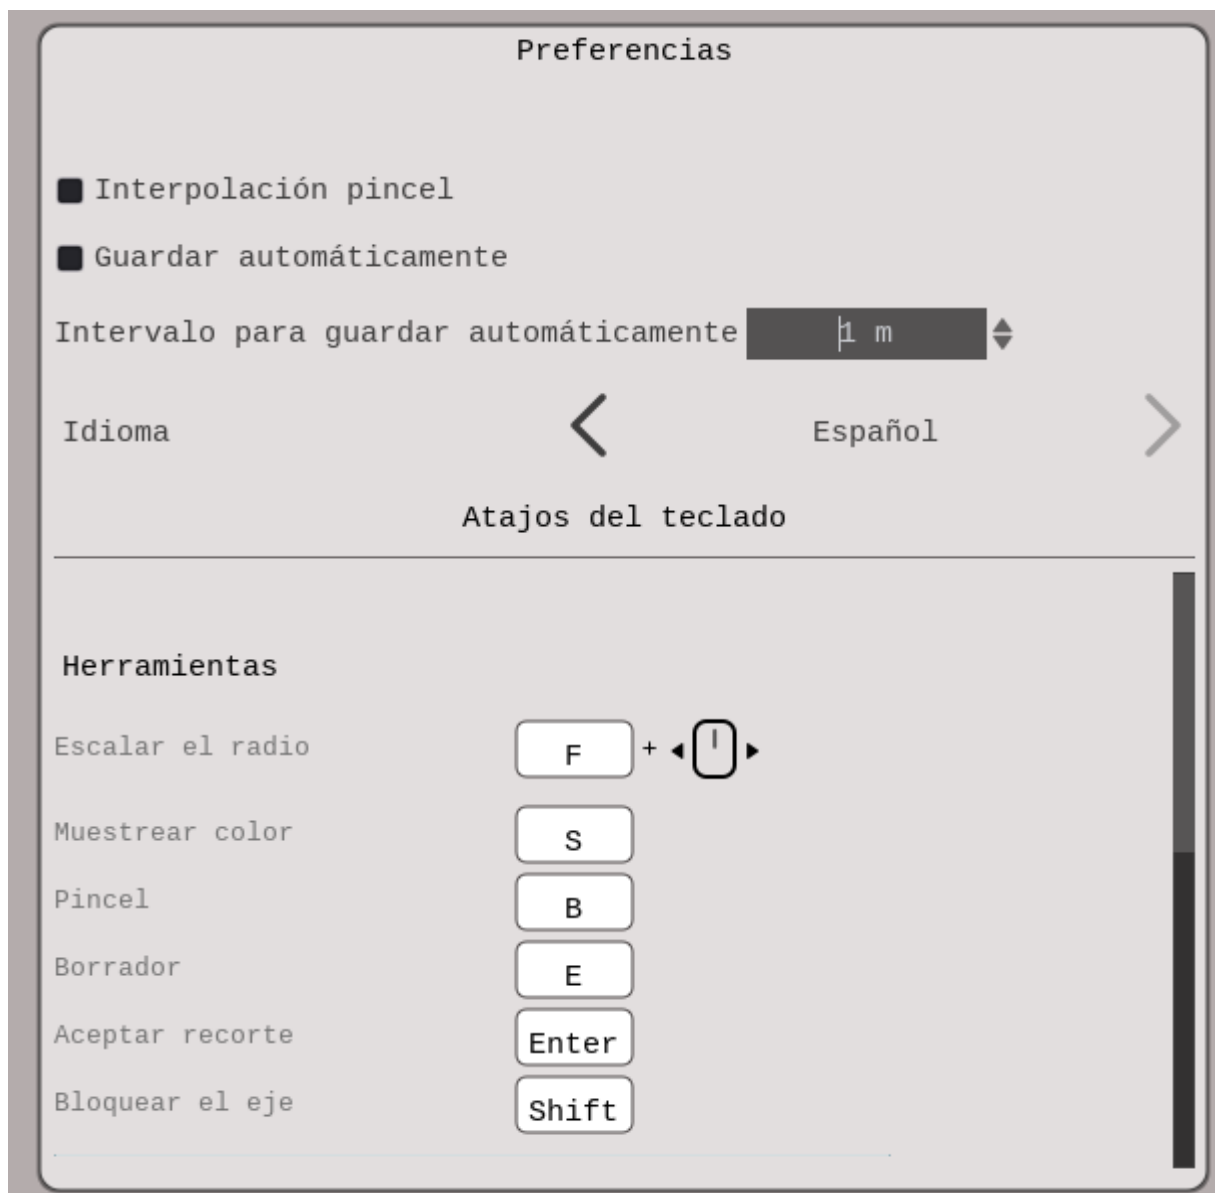 Preferencias
Interpolación pincel
Guardar automáticamente
Intervalo para guardar automáticamente 1 m
Idioma Español
Atajos del teclado
Herramientas
Escalar el radio F +
Muestrear color S
Pincel B
Borrador E
Aceptar recorte Enter
Bloquear el eje Shift